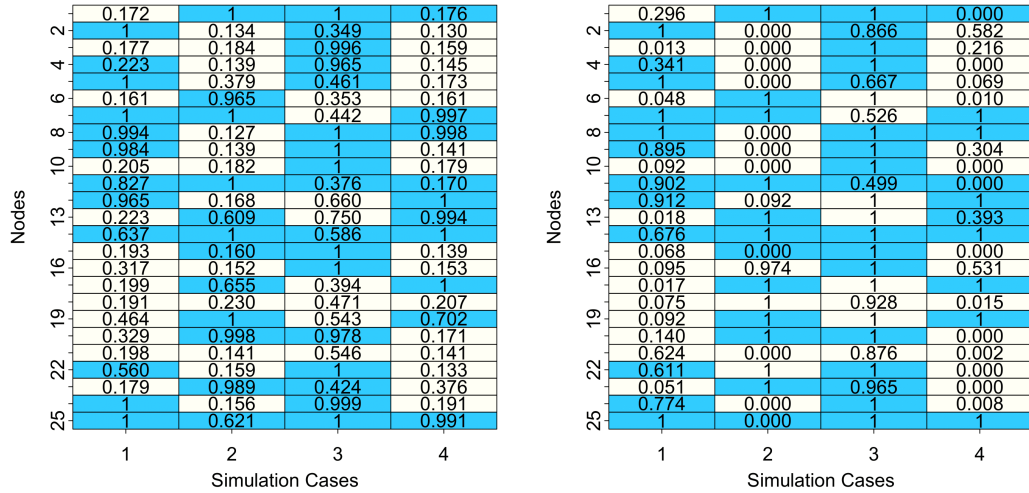 0.172 1 1 0.176
2 1 0.134 0.349 0.130
0.177 0.184 0.996 0.159
4 0.223 0.139 0.965 0.145
1 0.379 0.461 0.173
6 0.161 0.965 0.353 0.161
1 1 0.442 0.997
8 0.994 0.127 1 0.998
0.984 0.139 1 0.141
10 0.205 0.182 1 0.179
0.827 1 0.376 0.170
0.965 0.168 0.660 1
13 0.223 0.609 0.750 0.994
0.637 1 0.586 1
0.193 0.160 1 0.139
16 0.317 0.152 1 0.153
0.199 0.655 0.394 1
0.191 0.230 0.471 0.207
19 0.464 1 0.543 0.702
0.329 0.998 0.978 0.171
0.198 0.141 0.546 0.141
22 0.560 0.159 1 0.133
0.179 0.989 0.424 0.376
1 0.156 0.999 0.191
25 1 0.621 1 0.991
Nodes
1 2 3 4
Simulation Cases
0.296 1 1 0.000
2 1 0.000 0.866 0.582
0.013 0.000 1 0.216
4 0.341 0.000 1 0.000
1 0.000 0.667 0.069
6 0.048 1 1 0.010
1 1 0.526 1
8 1 0.000 1 1
0.895 0.000 1 0.304
10 0.092 0.000 1 0.000
0.902 1 0.499 0.000
0.912 0.092 1 1
13 0.018 1 1 0.393
0.676 1 1 1
0.068 0.000 1 0.000
16 0.095 0.974 1 0.531
0.017 1 1 1
0.075 1 0.928 0.015
19 0.092 1 1 1
0.140 1 1 0.000
0.624 0.000 0.876 0.002
22 0.611 1 1 0.000
0.051 1 0.965 0.000
0.774 0.000 1 0.008
25 1 0.000 1 1
Nodes
1 2 3 4
Simulation Cases